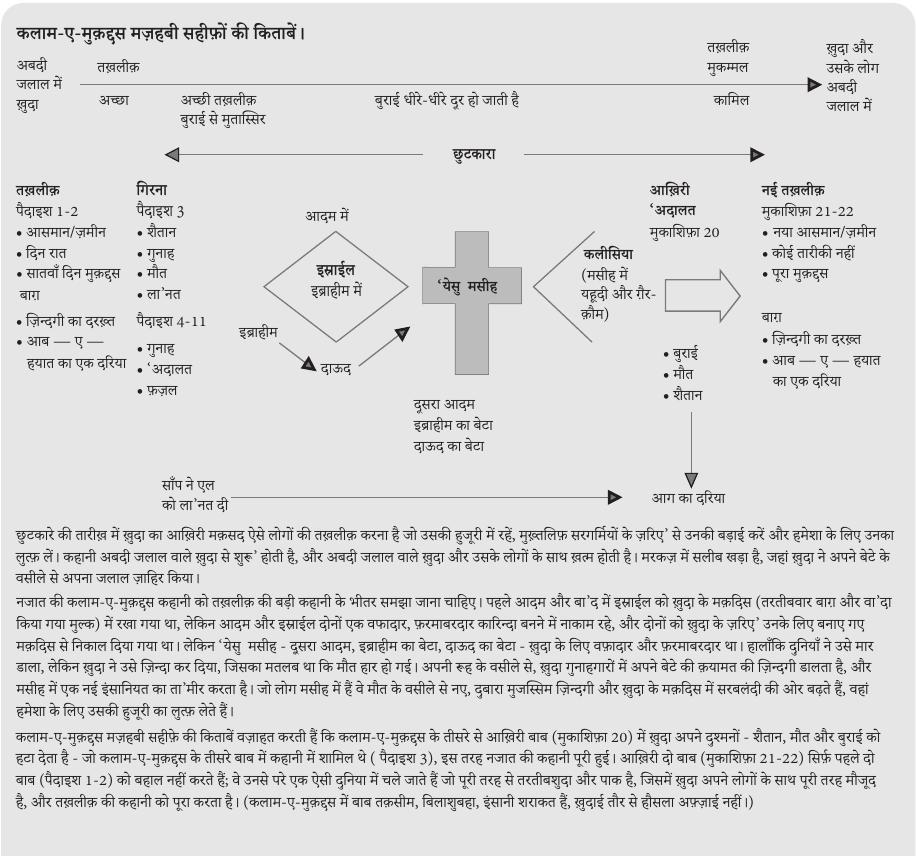 कलाम-ए-मुक़द्दस मज़हबी सहीफ़ों की किताबें।
अबदी
जलाल में
ख़ुदा
तख़लीक़
अच्छा
अच्छी तख़लीक़
बुराई से मुतास्सिर
बुराई धीरे-धीरे दूर हो जाती है
तख़लीक़
मुकम्मल
कामिल
ख़ुदा और
उसके लोग
अबदी
जलाल में
छुटकारा
तख़लीक़
पैदाइश 1-2
• आसमान/ज़मीन
• दिन रात
• सातवाँ दिन मुक़द्दस
बाग़
• ज़िन्दगी का दरख़्त
• आब — ए —
हयात का एक दरिया
गिरना
पैदाइश 3
• शैतान
• गुनाह
• मौत
• ला'नत
पैदाइश 4-11
• गुनाह
• 'अदालत
• फ़ज़ल
आदम में
इस्राईल
इब्राहीम में
इब्राहीम
दाऊद
'येसु मसीह
दूसरा आदम
इब्राहीम का बेटा
दाऊद का बेटा
कलीसिया
(मसीह में
यहूदी और ग़ैर-
क़ौम)
आख़िरी
'अदालत
मुकाशिफ़ा 20
• बुराई
• मौत
• शैतान
नई तख़लीक़
मुकाशिफ़ा 21-22
• नया आसमान/ज़मीन
• कोई तारीकी नहीं
• पूरा मुक़द्दस
बाग़
• ज़िन्दगी का दरख़्त
• आब — ए — हयात
का एक दरिया
साँप ने एल
को ला'नत दी
आग का दरिया
छुटकारे की तारीख़ में ख़ुदा का आख़िरी मक़सद ऐसे लोगों की तख़लीक़ करना है जो उसकी हुजूरी में रहें, मुख़्तलिफ़ सरगर्मियों के ज़रिए' से उनकी बड़ाई करें और हमेशा के लिए उनका
लुत्फ़ लें। कहानी अबदी जलाल वाले ख़ुदा से शुरू' होती है, और अबदी जलाल वाले ख़ुदा और उसके लोगों के साथ ख़त्म होती है। मरकज़ में सलीब खड़ा है, जहां ख़ुदा ने अपने बेटे के
वसीले से अपना जलाल ज़ाहिर किया।
नजात की कलाम-ए-मुक़द्दस कहानी को तख़लीक़ की बड़ी कहानी के भीतर समझा जाना चाहिए। पहले आदम और बा'द में इस्राईल को ख़ुदा के मक़दिस (तरतीबवार बाग़ और वा'दा
किया गया मुल्क) में रखा गया था, लेकिन आदम और इस्राईल दोनों एक वफादार, फ़रमाबरदार कारिन्दा बनने में नाकाम रहे, और दोनों को ख़ुदा के ज़रिए' उनके लिए बनाए गए
मक़दिस से निकाल दिया गया था। लेकिन 'येसु मसीह - दूसरा आदम, इब्राहीम का बेटा, दाऊद का बेटा - ख़ुदा के लिए वफ़ादार और फ़रमाबरदार था। हालाँकि दुनियाँ ने उसे मार
डाला, लेकिन ख़ुदा ने उसे ज़िन्दा कर दिया, जिसका मतलब था कि मौत हार हो गई। अपनी रूह के वसीले से, ख़ुदा गुनाहगारों में अपने बेटे की क़यामत की ज़िन्दगी डालता है, और
मसीह में एक नई इंसानियत का ता'मीर करता है। जो लोग मसीह में हैं वे मौत के वसीले से नए, दुबारा मुजस्सिम ज़िन्दगी और ख़ुदा के मक़दिस में सरबलंदी की ओर बढ़ते हैं, वहां
हमेशा के लिए उसकी हुजूरी का लुत्फ़ लेते हैं।
कलाम-ए-मुक़द्दस मज़हबी सहीफ़े की किताबें वज़ाहत करती हैं कि कलाम-ए-मुक़द्दस के तीसरे से आख़िरी बाब (मुकाशिफ़ा 20) में ख़ुदा अपने दुश्मनों - शैतान, मौत और बुराई को
हटा देता है - जो कलाम-ए-मुक़द्दस के तीसरे बाब में कहानी में शामिल थे ( पैदाइश 3), इस तरह नजात की कहानी पूरी हुई। आख़िरी दो बाब (मुकाशिफ़ा 21-22) सिर्फ़ पहले दो
बाब (पैदाइश 1-2) को बहाल नहीं करते हैं; वे उनसे परे एक ऐसी दुनिया में चले जाते हैं जो पूरी तरह से तरतीबशुदा और पाक है, जिसमें ख़ुदा अपने लोगों के साथ पूरी तरह मौजूद
है, और तख़लीक़ की कहानी को पूरा करता है। (कलाम-ए-मुक़द्दस में बाब तक़सीम, बिलाशुबहा, इंसानी शराकत हैं, ख़ुदाई तौर से हौसला अफ़्ज़ाई नहीं।)